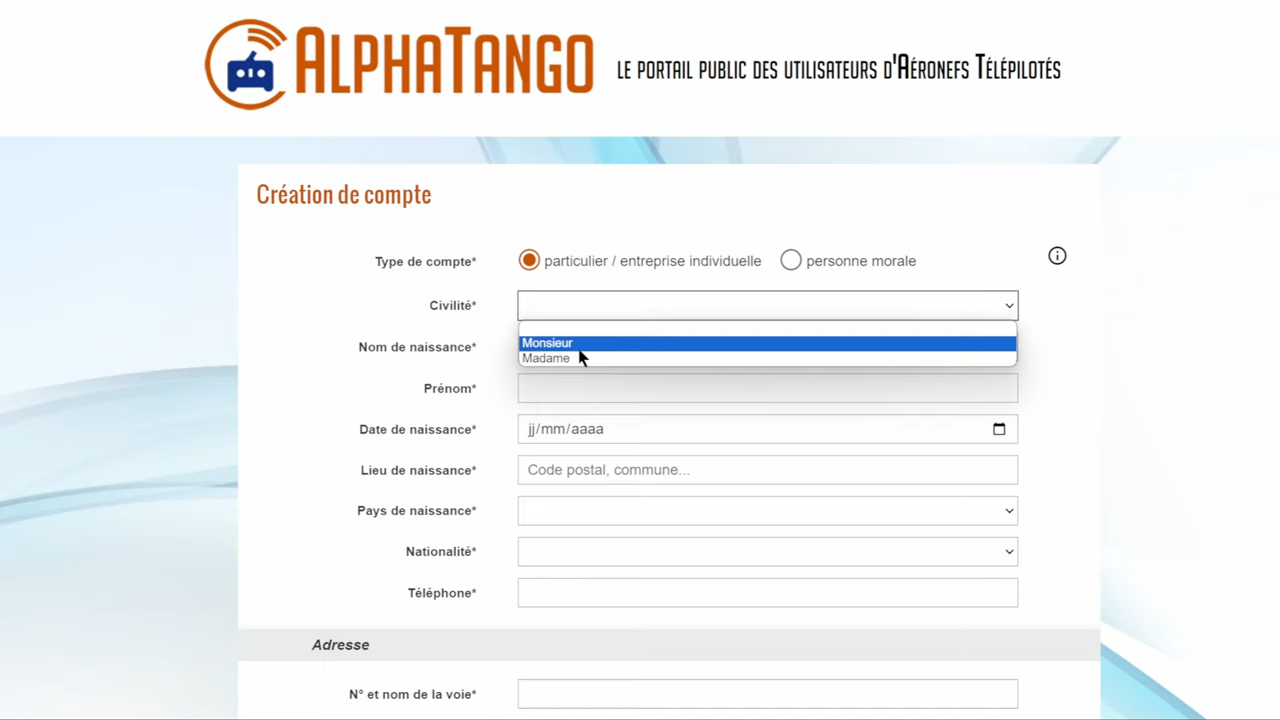 ALPHATANGO LE PORTAIL PUBLIC DES UTILISATEURS D'AÉRONEFS TÉLÉPILOTÉS
Création de compte
Type de compte* particulier / entreprise individuelle personne morale
Civilité*
Monsieur
Nom de naissance*
Madame
Prénom*
Date de naissance* jj/mm/aaaa
Lieu de naissance* Code postal, commune...
Pays de naissance*
Nationalité*
Téléphone*
Adresse
N° et nom de la voie*